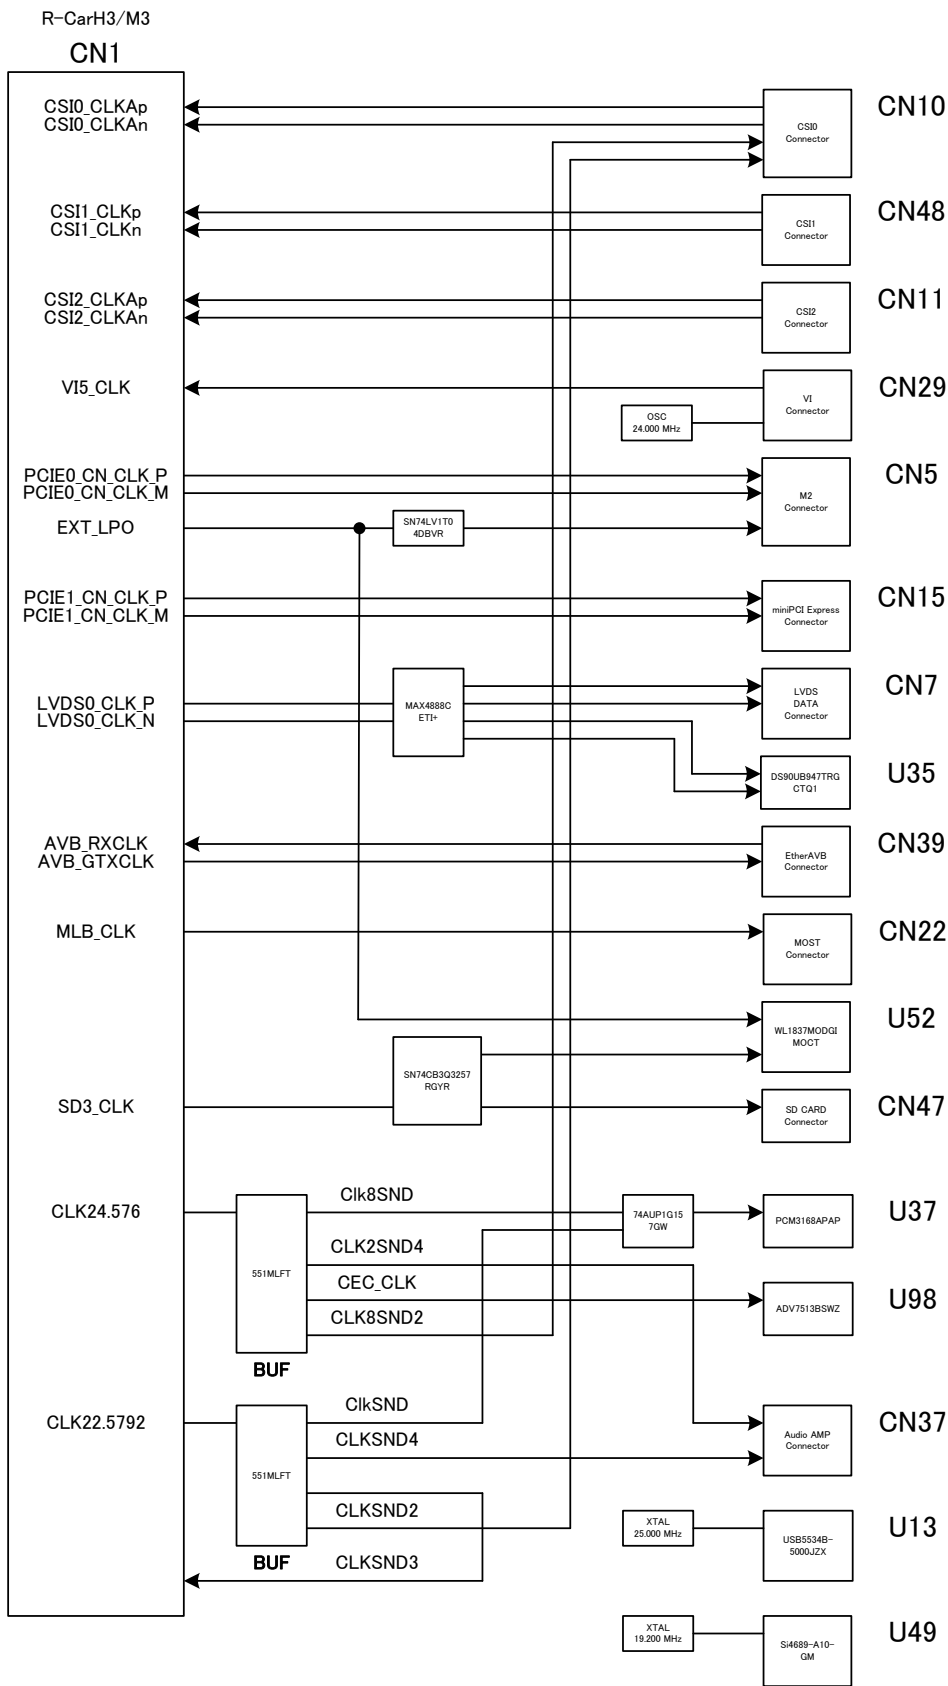 R-CarH3/M3
CN1
CSI0_CLKAp
CSI0_CLKAn
CSI0
Connector
CN10
CSI1_CLKp
CSI1_CLKn
CSI1
Connector
CN48
CSI2_CLKAp
CSI2_CLKAn
CSI2
Connector
CN11
VI5_CLK
OSC
24.000 MHz
VI
Connector
CN29
PCIE0_CN_CLK_P
PCIE0_CN_CLK_M
EXT_LPO
SN74LV1T0
4DBVR
M2
Connector
CN5
PCIE1_CN_CLK_P
PCIE1_CN_CLK_M
miniPCI Express
Connector
CN15
LVDS0_CLK_P
LVDS0_CLK_N
MAX4888C
ETI+
LVDS
DATA
Connector
CN7
DS90UB947TRG
CTQ1
U35
AVB_RXCLK
AVB_GTXCLK
EtherAVB
Connector
CN39
MLB_CLK
MOST
Connector
CN22
WL1837MODGI
MOCT
U52
SD3_CLK
SN74CB3Q3257
RGYR
SD CARD
Connector
CN47
CLK24.576
551MLFT
BUF
Clk8SND
CLK2SND4
CEC_CLK
CLK8SND2
74AUP1G15
7GW
PCM3168APAP
U37
ADV7513BSWZ
U98
CLK22.5792
551MLFT
BUF
ClkSND
CLKSND4
CLKSND2
CLKSND3
Audio AMP
Connector
CN37
XTAL
25.000 MHz
USB5534B-
5000JZX
U13
XTAL
19.200 MHz
Si4689-A10-
GM
U49